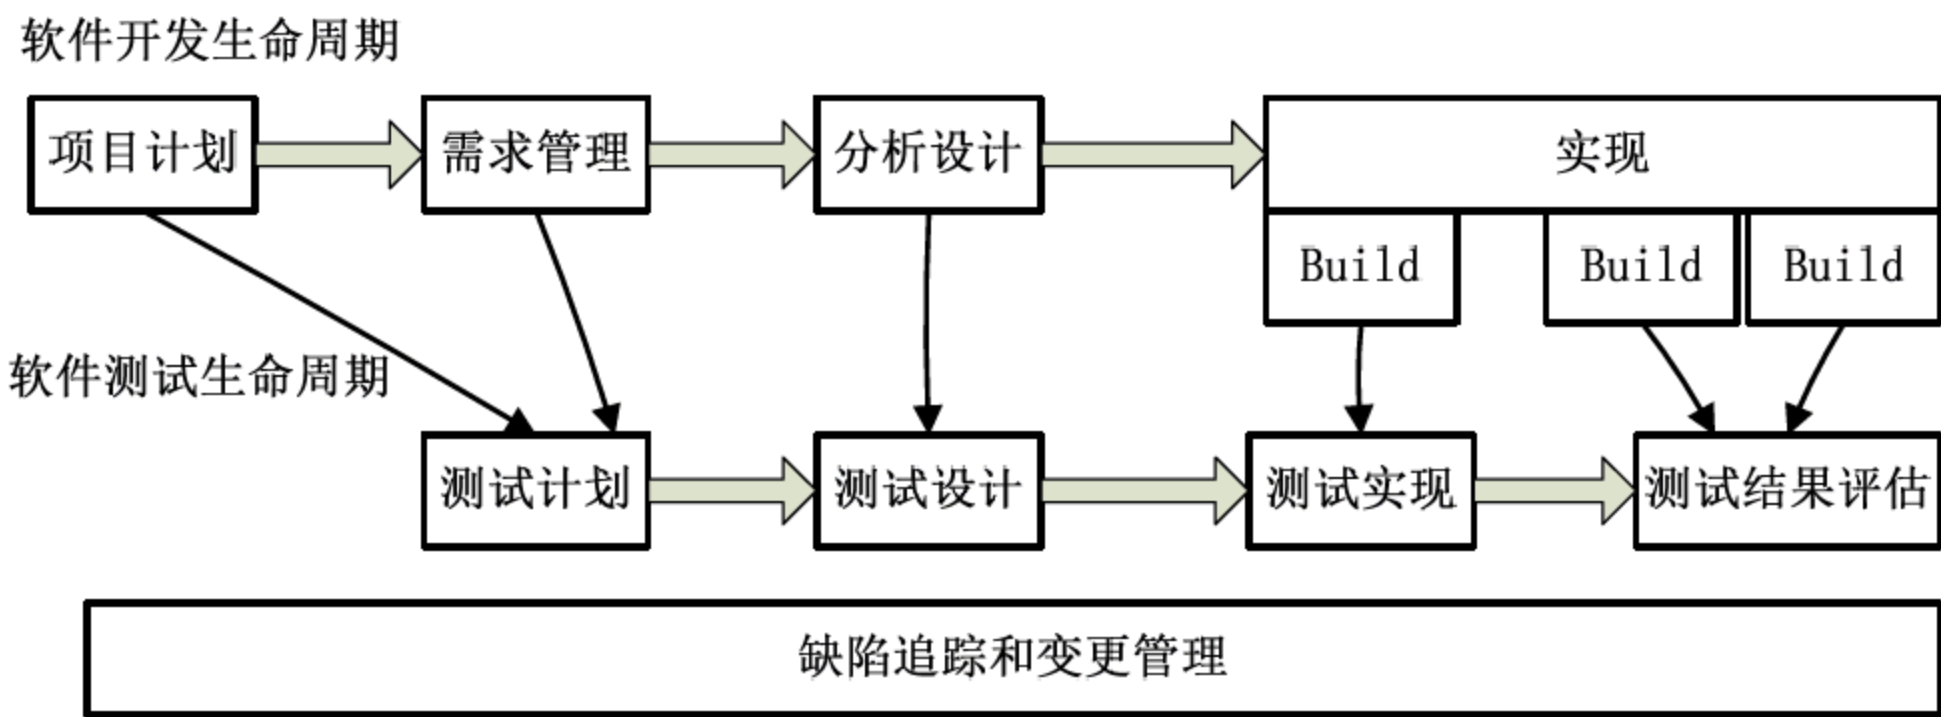 软件开发生命周期
项目计划
需求管理
分析设计
实现
Build
Build
Build
软件测试生命周期
测试计划
测试设计
测试实现
测试结果评估
缺陷追踪和变更管理